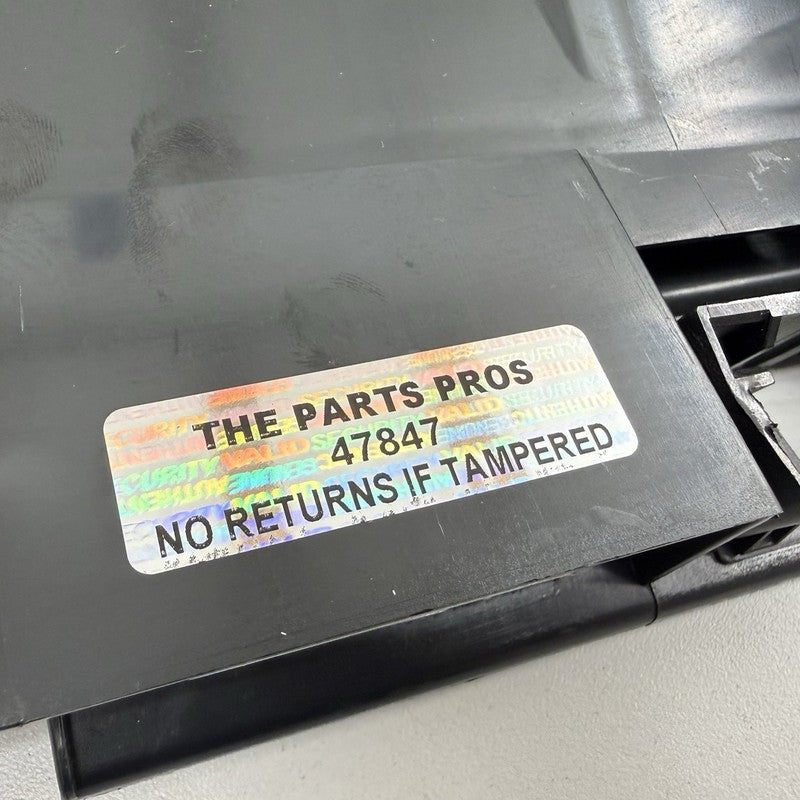 THE PARTS PROS
47847
NO RETURNS IF TAMPERED